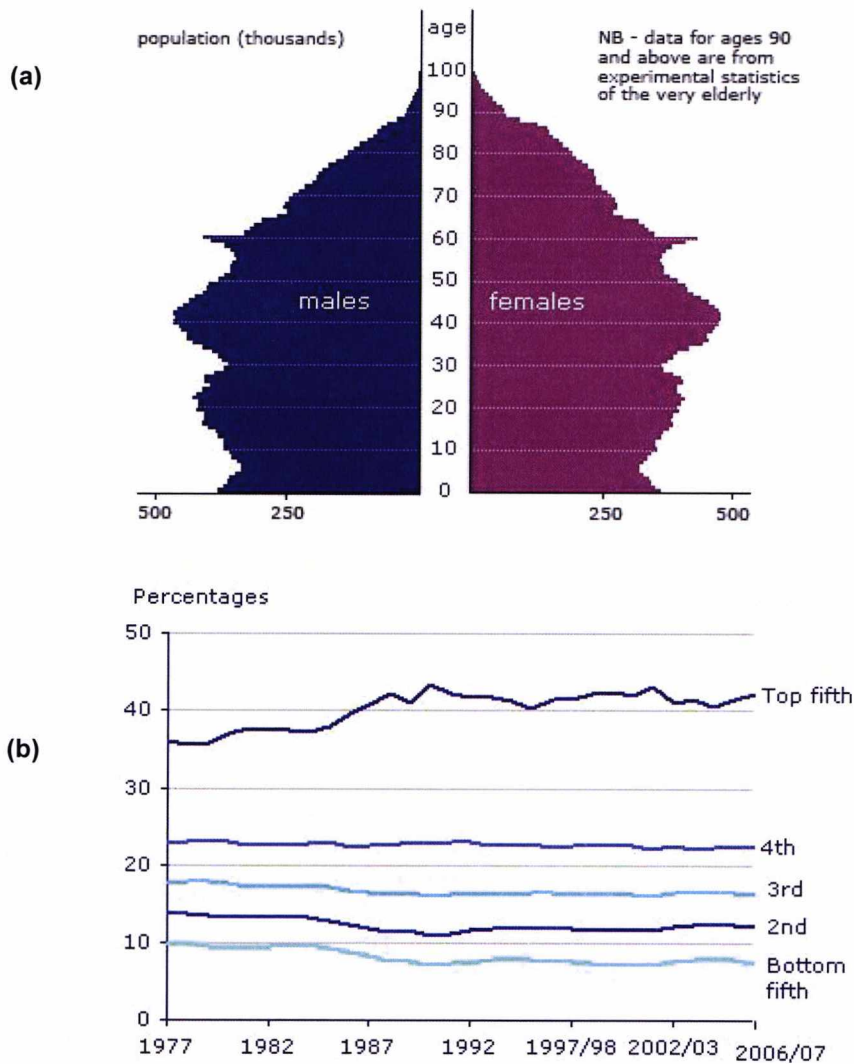 (a)
population (thousands)
age
NB - data for ages 90
and above are from
experimental statistics
of the very elderly
100
90
80
70
60
50
40
30
20
10
0
males
females
500
250
250
500
(b)
Percentages
50
40
30
20
10
0
Top fifth
4th
3rd
2nd
Bottom
fifth
1977
1982
1987
1992
1997/98
2002/03
2006/07